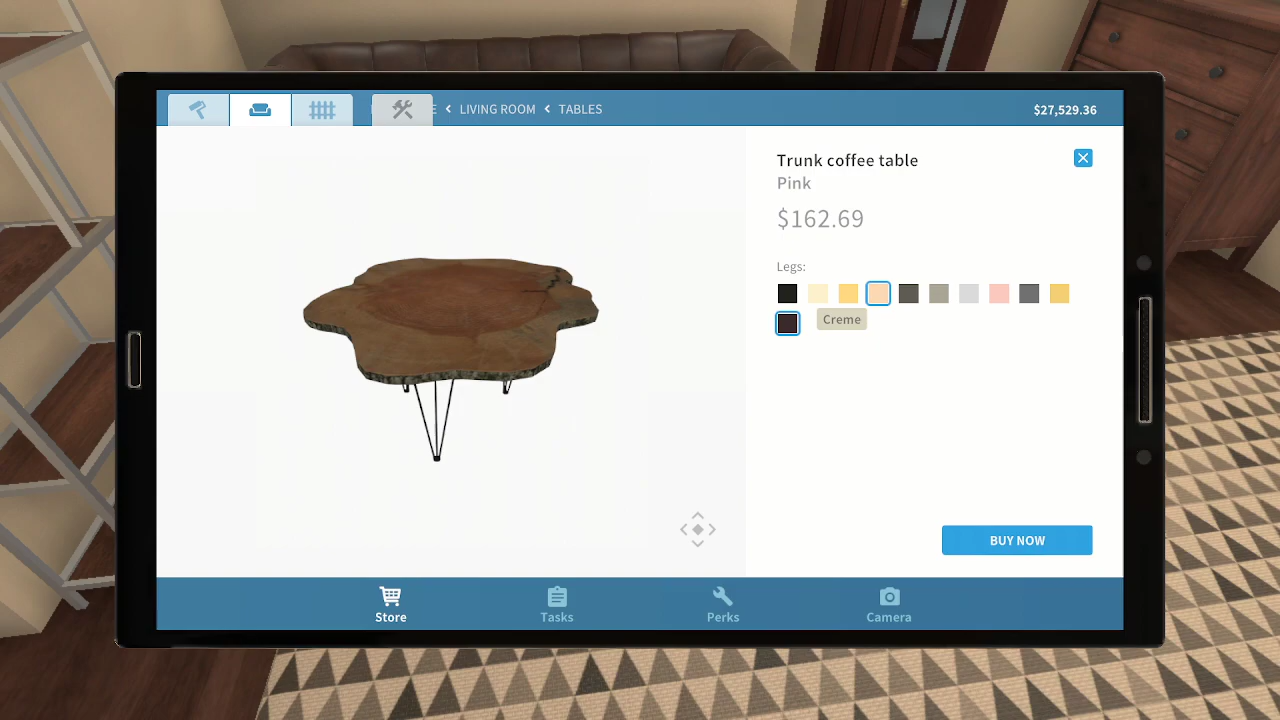 E < LIVING ROOM < TABLES
$27,529.36
Trunk coffee table
Pink
$162.69
Legs:
Creme
BUY NOW
Store
Tasks
Perks
Camera